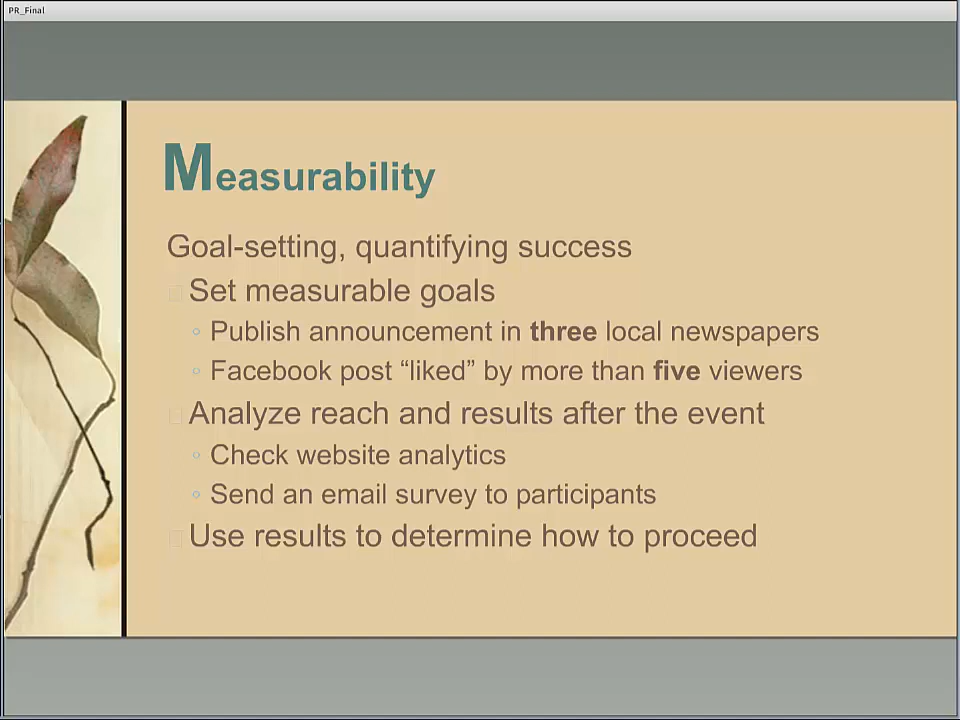 PR_Final
Measurability
Goal-setting, quantifying success
Set measurable goals
Publish announcement in three local newspapers
Facebook post “liked” by more than five viewers
Analyze reach and results after the event
Check website analytics
Send an email survey to participants
Use results to determine how to proceed